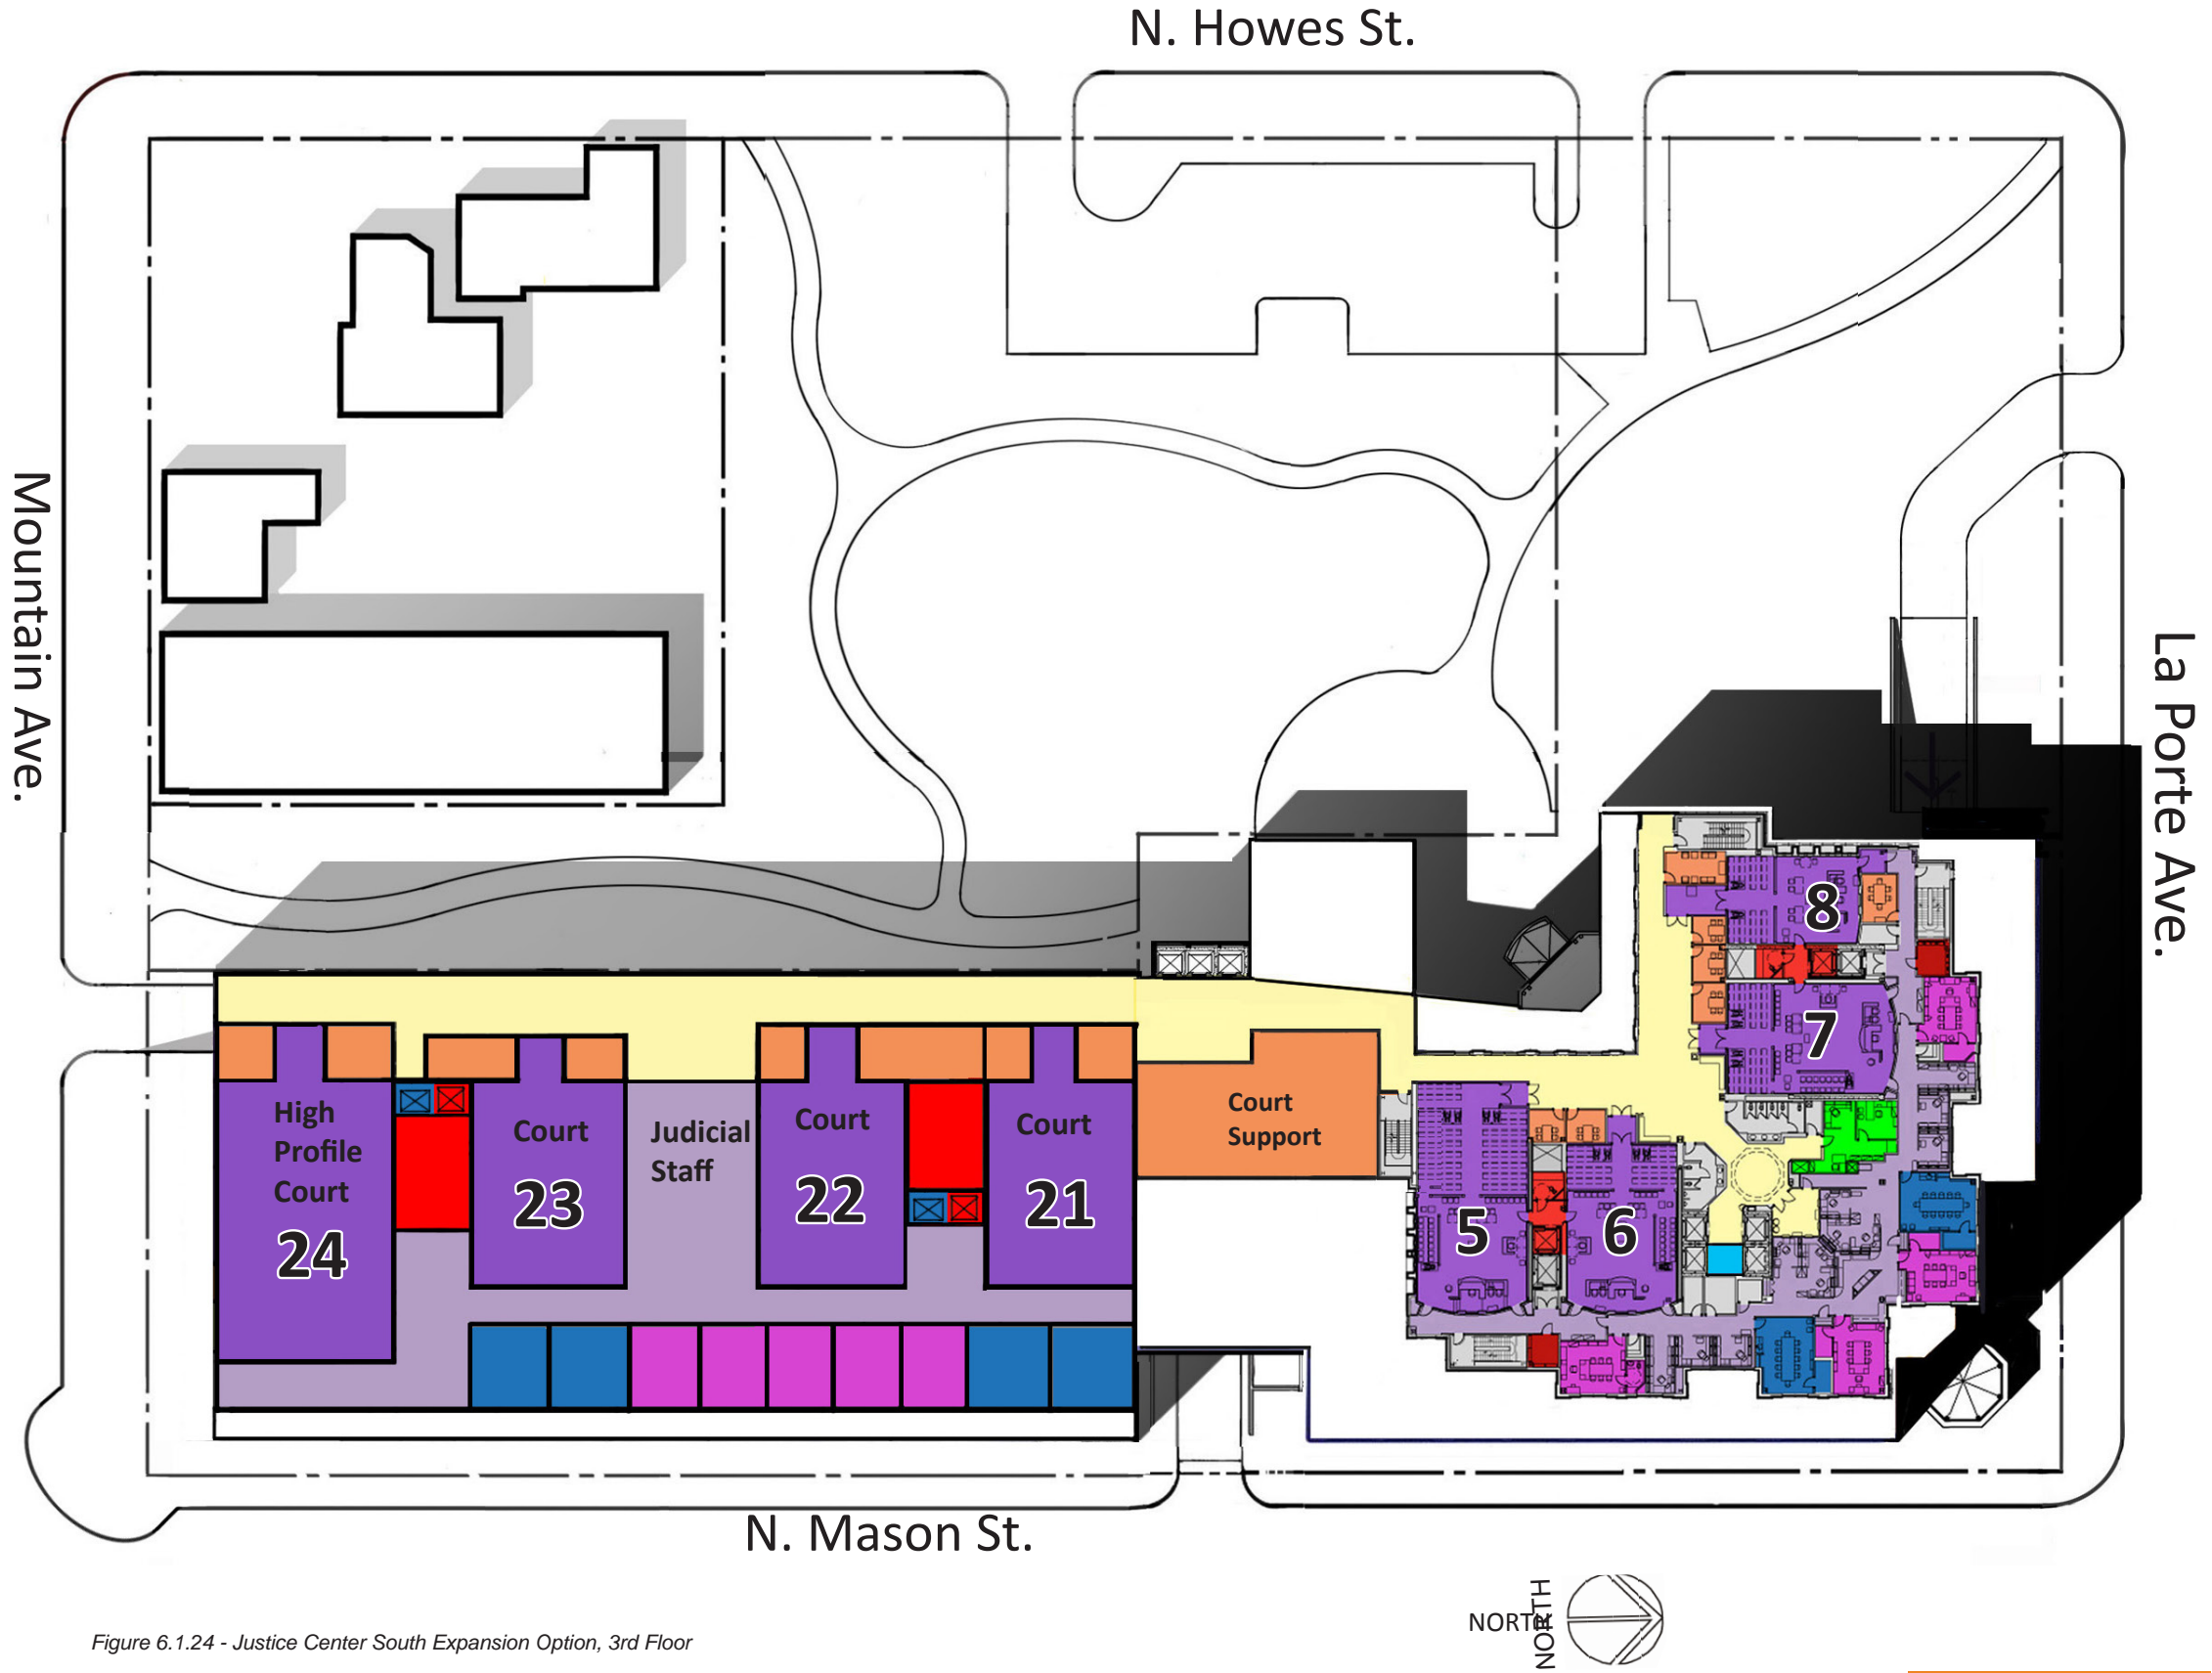 N. Howes St.
Mountain Ave.
La Porte Ave.
8
7
High
Profile
Court
24
Court
23
Judicial
Staff
Court
22
Court
21
Court
Support
5
6
N. Mason St.
NORTH
NORTH
Figure 6.1.24 - Justice Center South Expansion Option, 3rd Floor